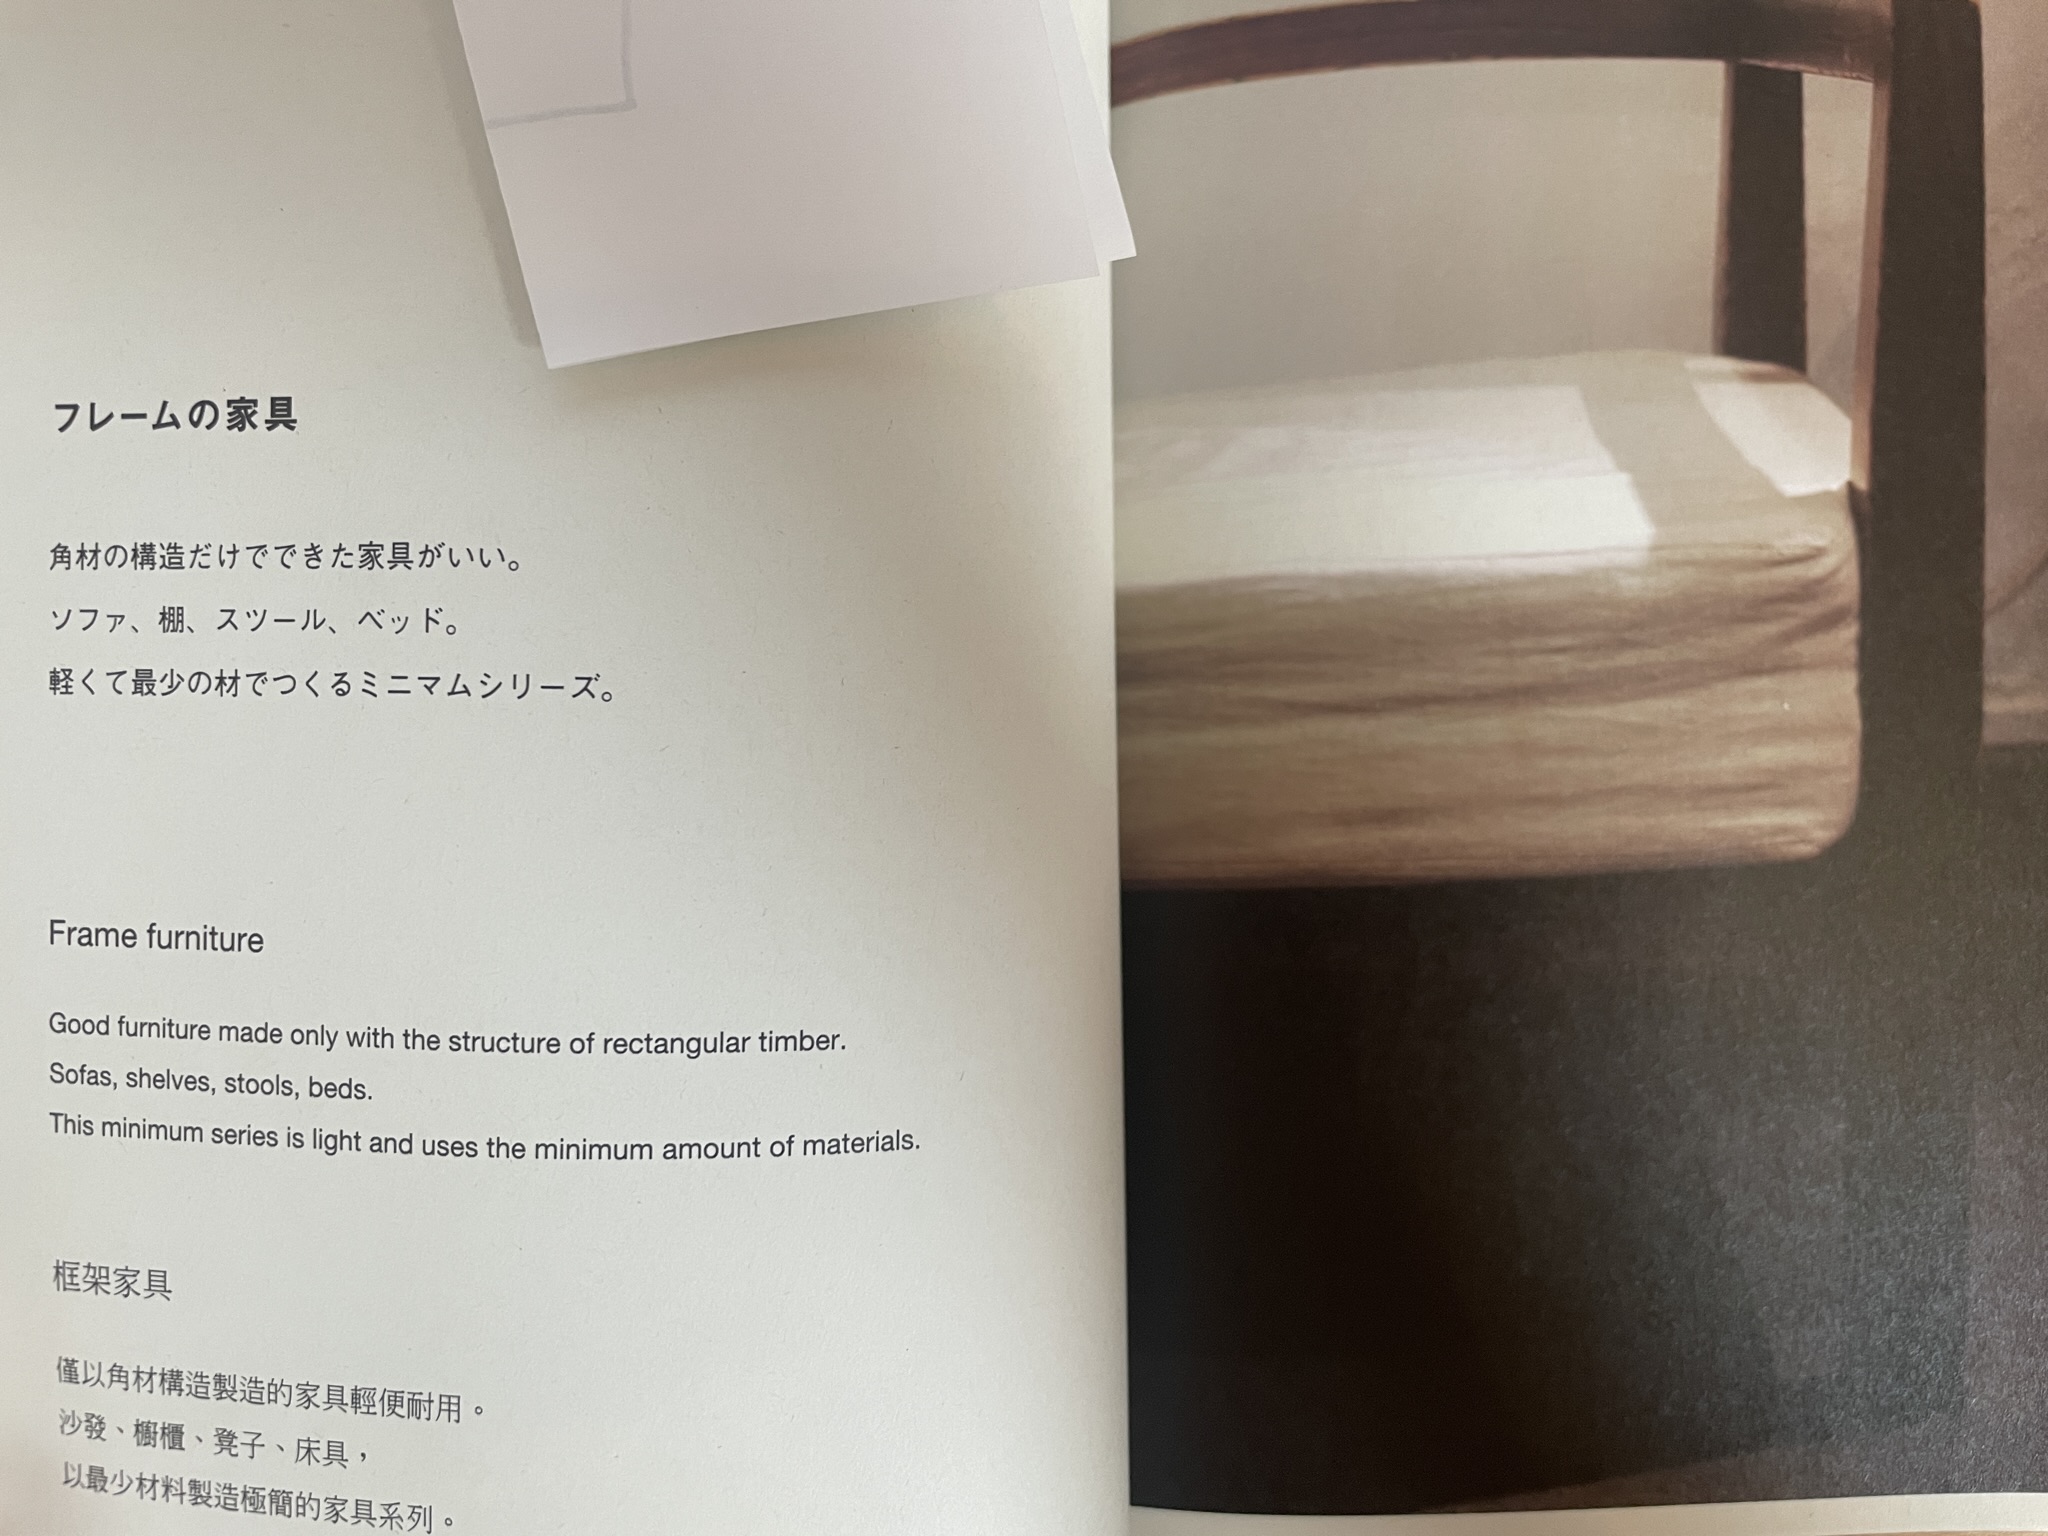 フレームの家具
角材の構造だけでできた家具がいい。
ソファ、棚、スツール、ベッド。
軽くて最少の材でつくるミニマムシリーズ。
Frame furniture
Good furniture made only with the structure of rectangular timber.
Sofas, shelves, stools, beds.
This minimum series is light and uses the minimum amount of materials.
框架家具
僅以角材構造製造的家具輕便耐用。
沙發、櫥櫃、凳子、床具，
以最少材料製造極簡的家具系列。